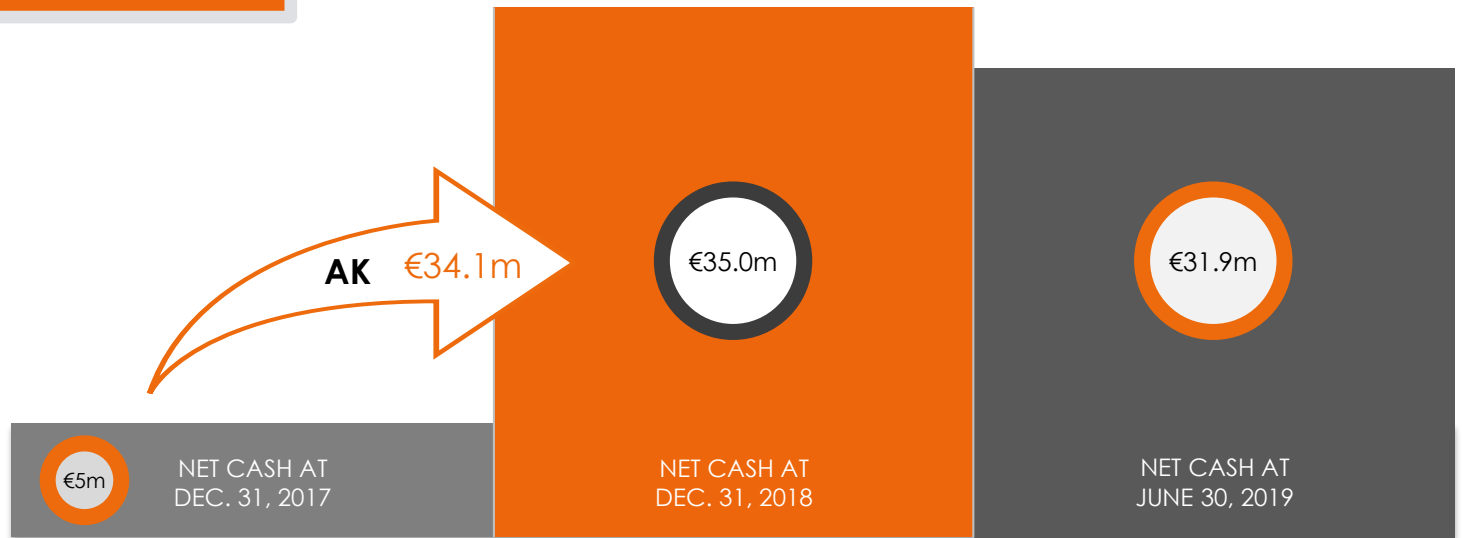 AK €34.1m
€35.0m
€31.9m
€5m
NET CASH AT
DEC. 31, 2017
NET CASH AT
DEC. 31, 2018
NET CASH AT
JUNE 30, 2019